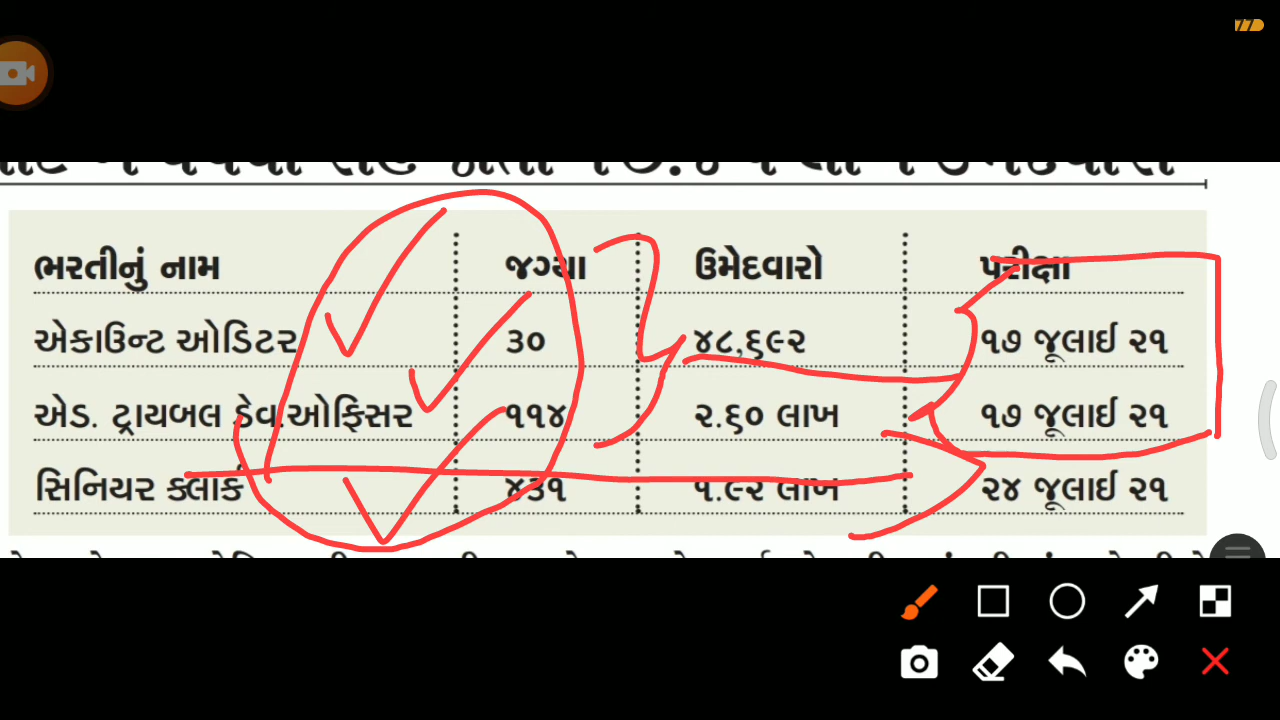 ભરતીનું નામ જગ્યા ઉમેદવારો પરીક્ષા
એકાઉન્ટ ઓડિટર ૩૦ ૪૮,૬૯૨ ૧૭ જૂલાઈ ૨૧
એડ. ટ્રાયબલ ડેવ.ઓફિસર ૧૧૪ ૨.૬૦ લાખ ૧૭ જૂલાઈ ૨૧
સિનિયર ક્લાર્ક ૪૩૧ ૧.૯૨ લાખ ૨૪ જૂલાઈ ૨૧